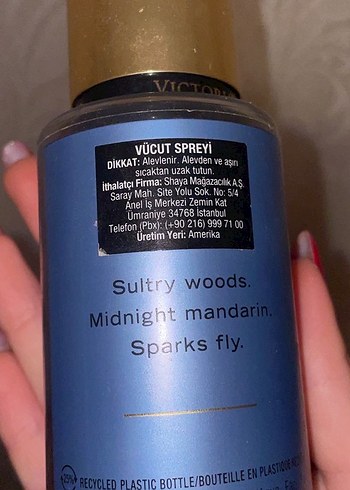 VICTORI
VÜCUT SPREYİ
DİKKAT: Alevlenir. Alevden ve aşırı
sıcaktan uzak tutun.
İthalatçı Firma: Shaya Mağazacılık A.Ş.
Saray Mah. Site Yolu Sok. No: 5/4
Anel İş Merkezi Zemin Kat
Ümraniye 34768 İstanbul
Telefon (Pbx): (+90 216) 999 71 00
Üretim Yeri: Amerika
Sultry woods.
Midnight mandarin.
Sparks fly.
RECYCLED PLASTIC BOTTLE/BOUTEILLE EN PLASTIQUE